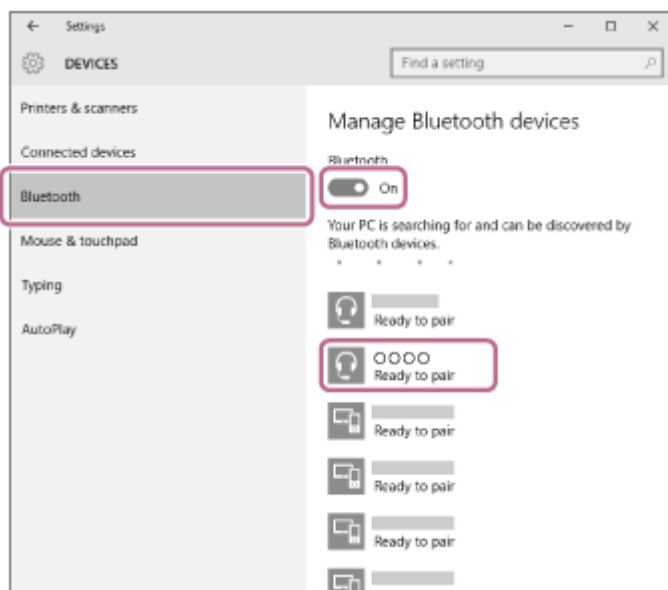 Settings
DEVICES
Find a setting
Printers & scanners
Connected devices
Bluetooth
Mouse & touchpad
Typing
AutoPlay
Manage Bluetooth devices
Bluetooth
On
Your PC is searching for and can be discovered by
Bluetooth devices.
Ready to pair
○○○○
Ready to pair
Ready to pair
Ready to pair
Ready to pair